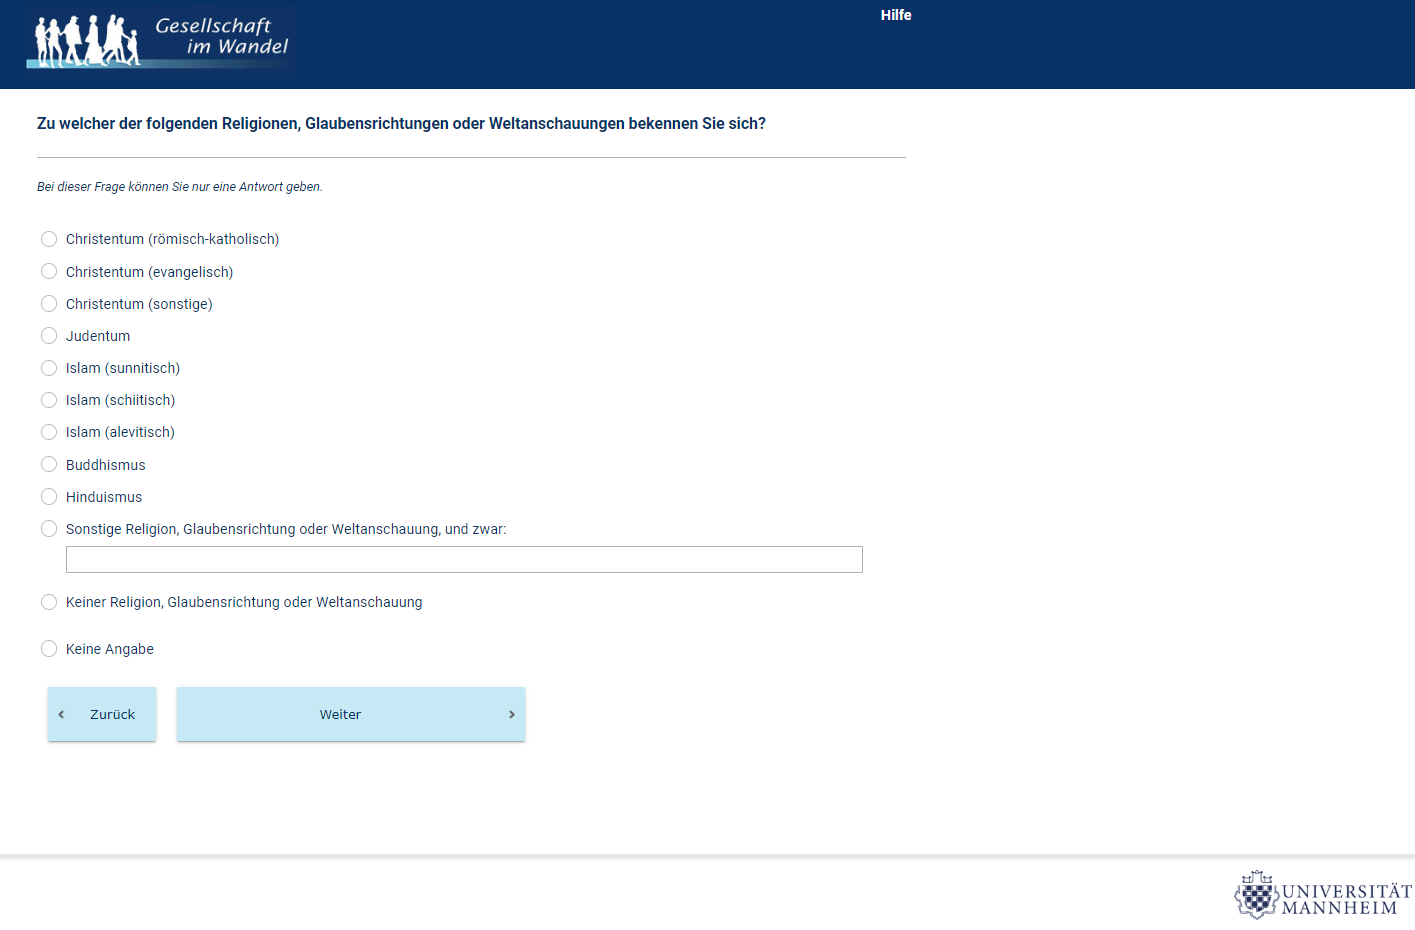 Gesellschaft
im Wandel
Hilfe
Zu welcher der folgenden Religionen, Glaubensrichtungen oder Weltanschauungen bekennen Sie sich?
Bei dieser Frage können Sie nur eine Antwort geben.
Christentum (römisch-katholisch)
Christentum (evangelisch)
Christentum (sonstige)
Judentum
Islam (sunnitisch)
Islam (schiitisch)
Islam (alevitisch)
Buddhismus
Hinduismus
Sonstige Religion, Glaubensrichtung oder Weltanschauung, und zwar:
Keiner Religion, Glaubensrichtung oder Weltanschauung
Keine Angabe
Zurück
Weiter
UNIVERSITÄT
MANNHEIM